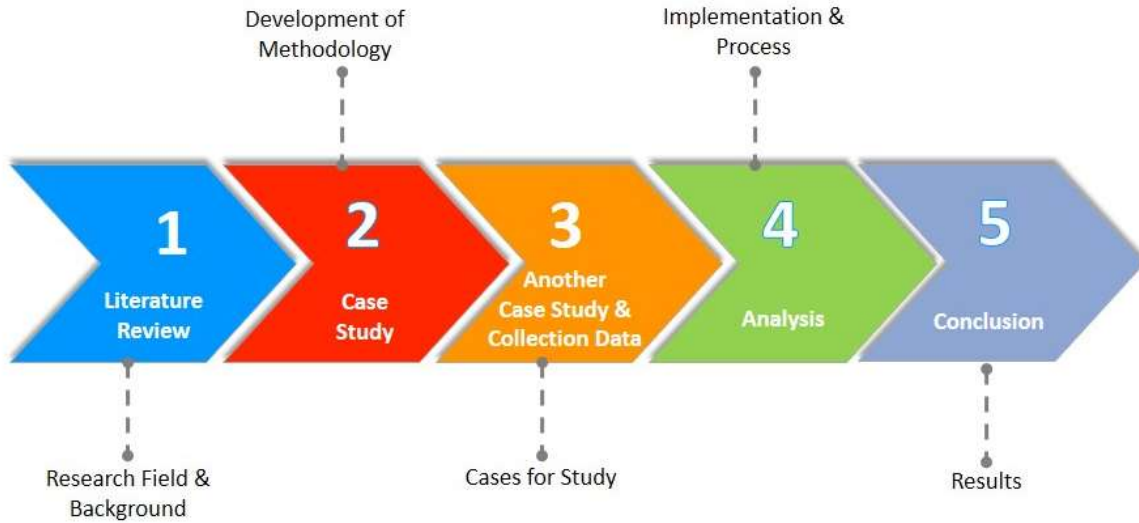 Development of
Methodology
Implementation &
Process
1
Literature
Review
2
Case
Study
3
Another
Case Study &
Collection Data
4
Analysis
5
Conclusion
Research Field &
Background
Cases for Study
Results